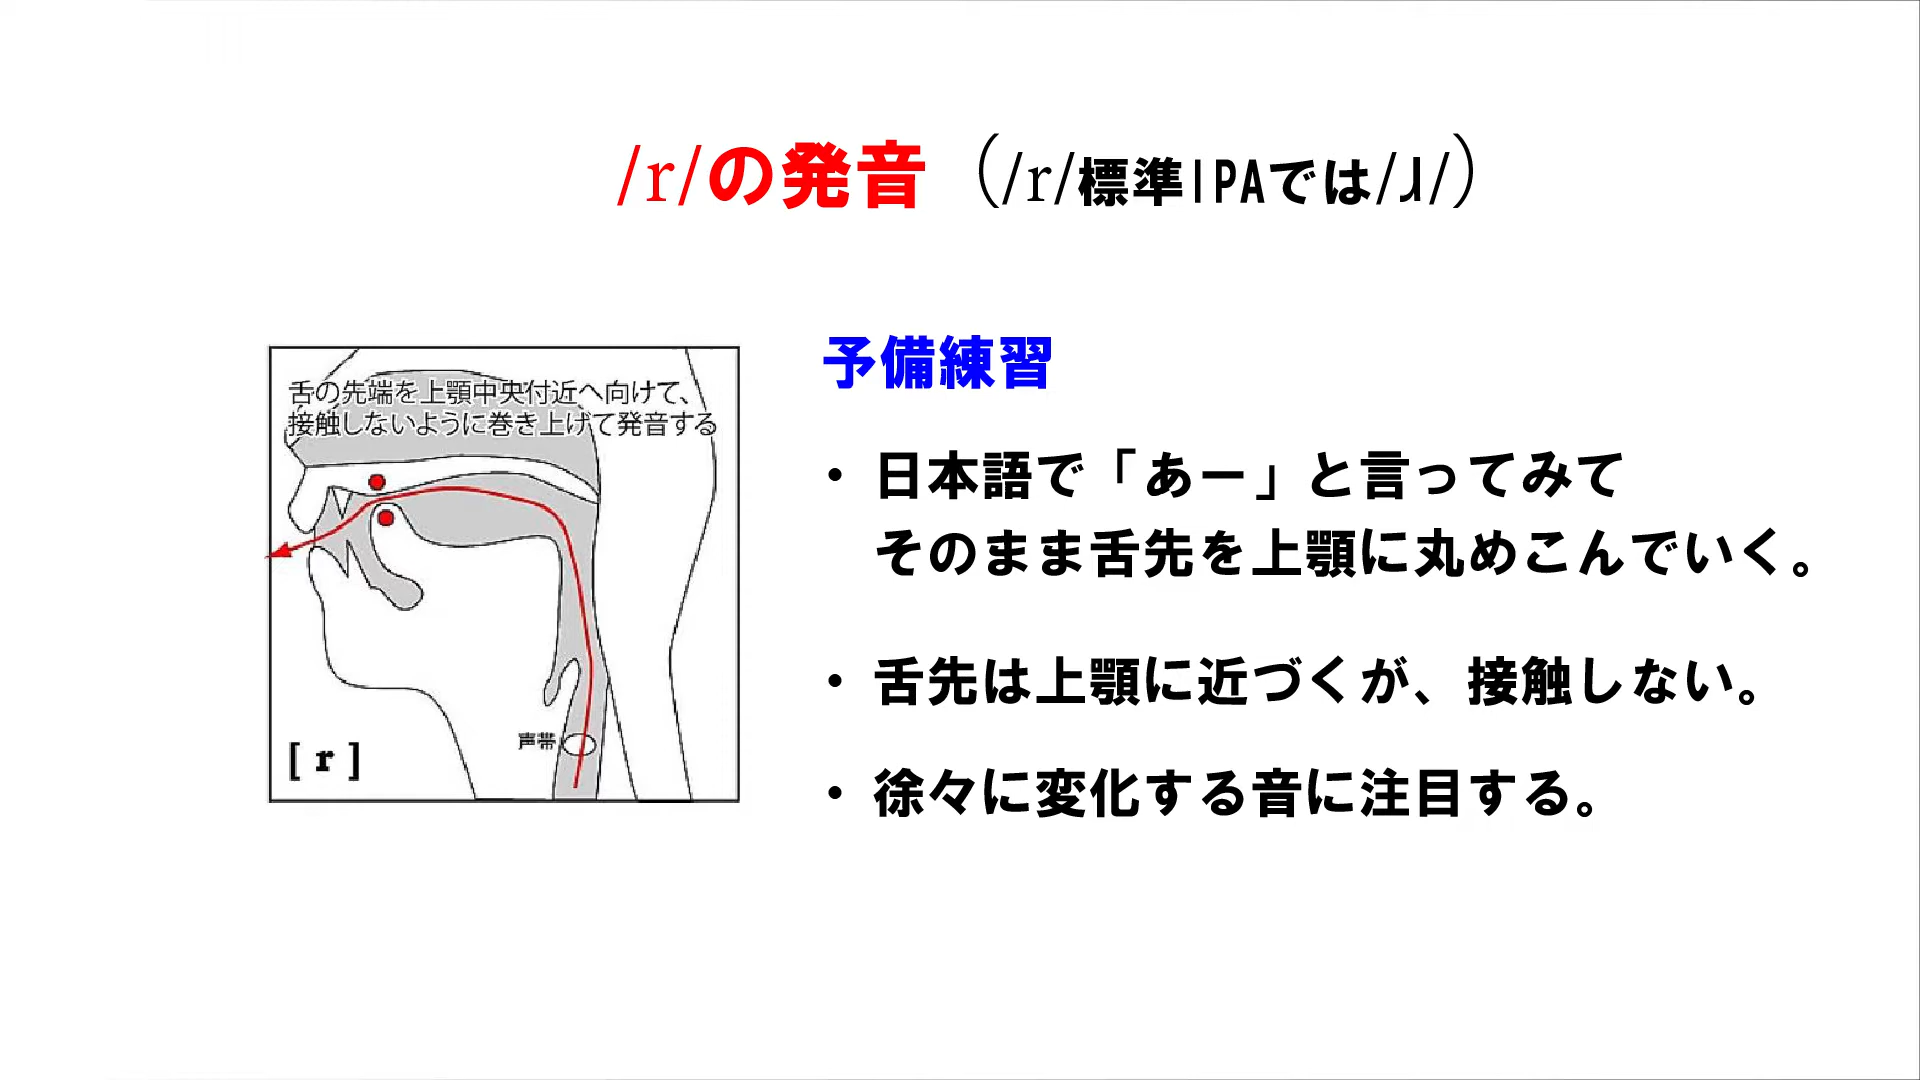 /r/の発音（/r/標準IPAでは/ɹ/）
舌の先端を上顎中央付近へ向けて、
接触しないように巻き上げて発音する
声帯
[ r ]
予備練習
・日本語で「あー」と言ってみて
そのまま舌先を上顎に丸めこんでいく。
・舌先は上顎に近づくが、接触しない。
・徐々に変化する音に注目する。